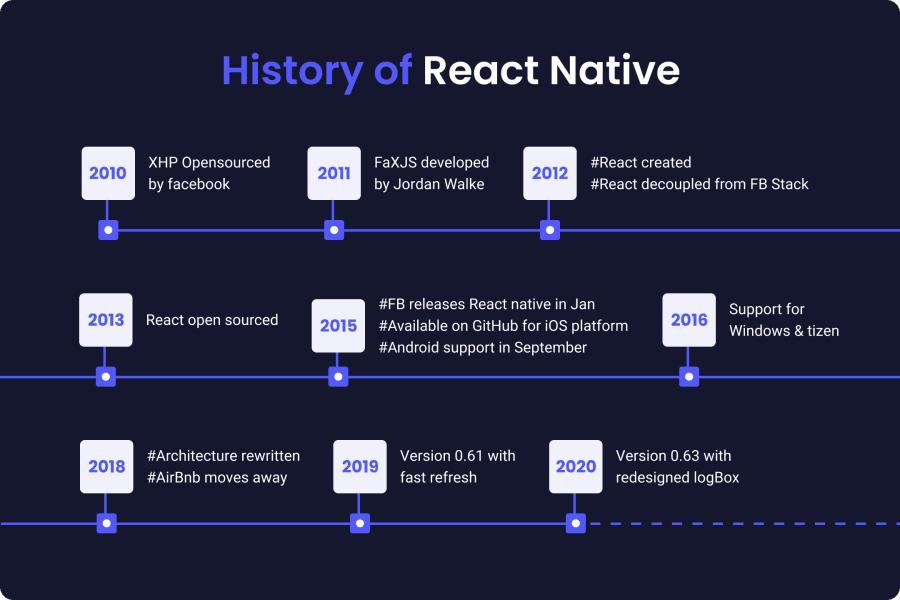 History of React Native
2010
XHP Opensourced
by facebook
2011
FaXJS developed
by Jordan Walke
2012
#React created
#React decoupled from FB Stack
2013
React open sourced
2015
#FB releases React native in Jan
#Available on GitHub for iOS platform
#Android support in September
2016
Support for
Windows & tizen
2018
#Architecture rewritten
#AirBnb moves away
2019
Version 0.61 with
fast refresh
2020
Version 0.63 with
redesigned logBox